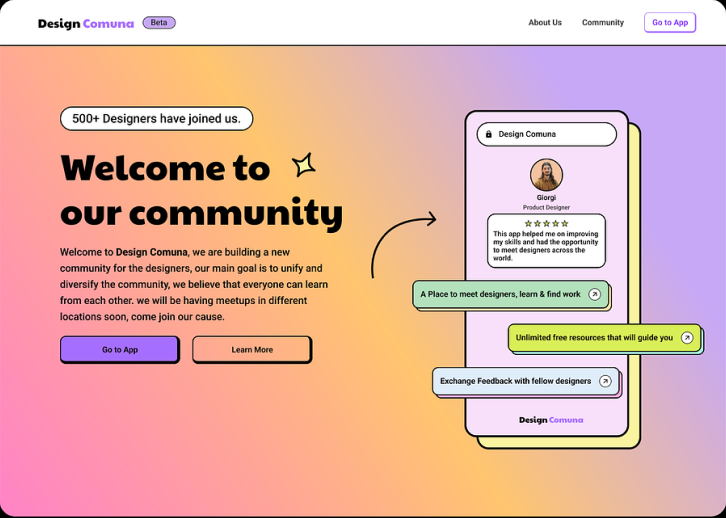 Design Comuna
Beta
About Us
Community
Go to App
500+ Designers have joined us.
Welcome to
our community
Welcome to Design Comuna, we are building a new
community for the designers, our main goal is to unify and
diversify the community, we believe that everyone can learn
from each other. we will be having meetups in different
locations soon, come join our cause.
Go to App
Learn More
Design Comuna
Giorgi
Product Designer
This app helped me on improving
my skills and had the opportunity
to meet designers across the
world.
A Place to meet designers, learn & find work
Unlimited free resources that will guide you
Exchange Feedback with fellow designers
Design Comuna